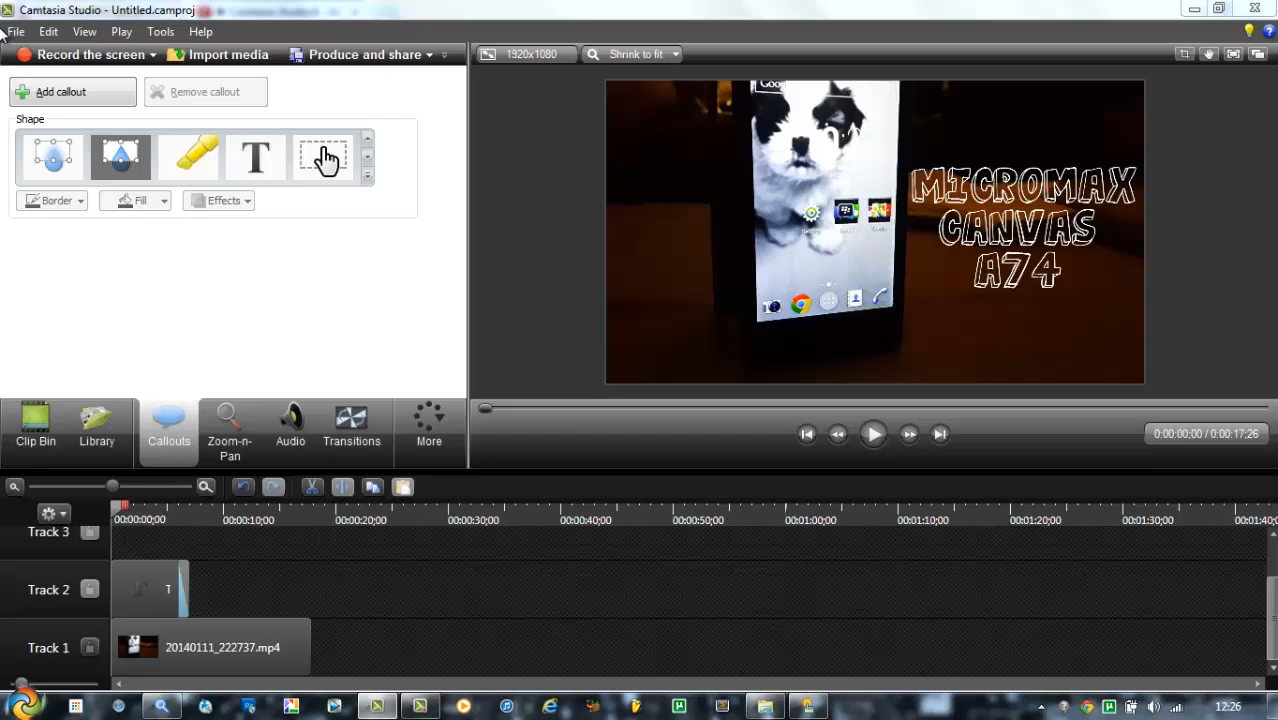 Camtasia Studio - Untitled.camproj
File Edit View Play Tools Help
Record the screen Import media Produce and share
1920x1080 Shrink to fit
Add callout Remove callout
Shape
T
Border Fill Effects
MICROMAX
CANVAS
A74
Clip Bin Library Callouts Zoom-n-Pan Audio Transitions More
0:00:00;00 / 0:00:17;26
00:00:00;00 00:00:10;00 00:00:20;00 00:00:30;00 00:00:40;00 00:00:50;00 00:01:00;00 00:01:10;00 00:01:20;00 00:01:30;00 00:01:40;0
Track 3
Track 2 T
Track 1 20140111_222737.mp4
12:26